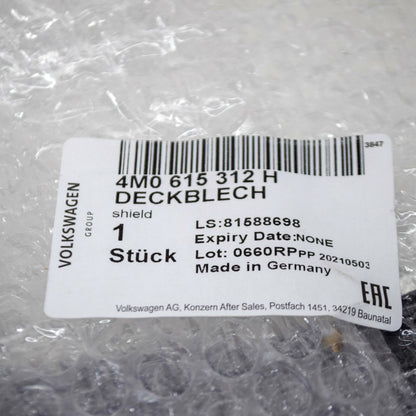 3847
4M0 615 312 H
DECKBLECH
shield
1
Stück
LS:81588698
Expiry Date:NONE
Lot: 0660RPPP 20210503
Made in Germany
VOLKSWAGEN
GROUP
EAC
Volkswagen AG, Konzern After Sales, Postfach 1451, 34219 Baunatal